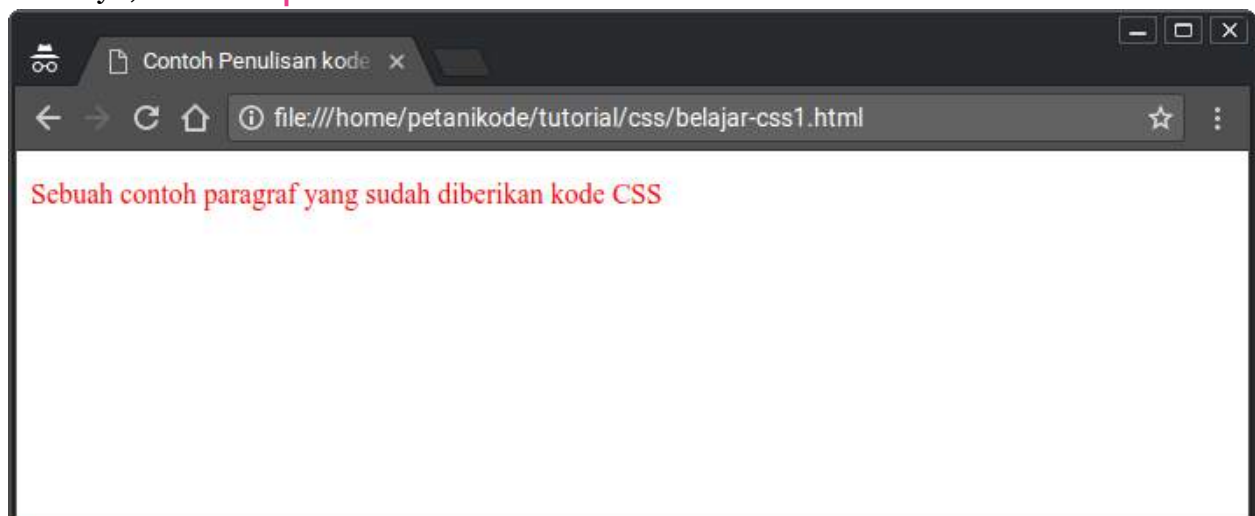 Contoh Penulisan kode
file:///home/petanikode/tutorial/css/belajar-css1.html
Sebuah contoh paragraf yang sudah diberikan kode CSS